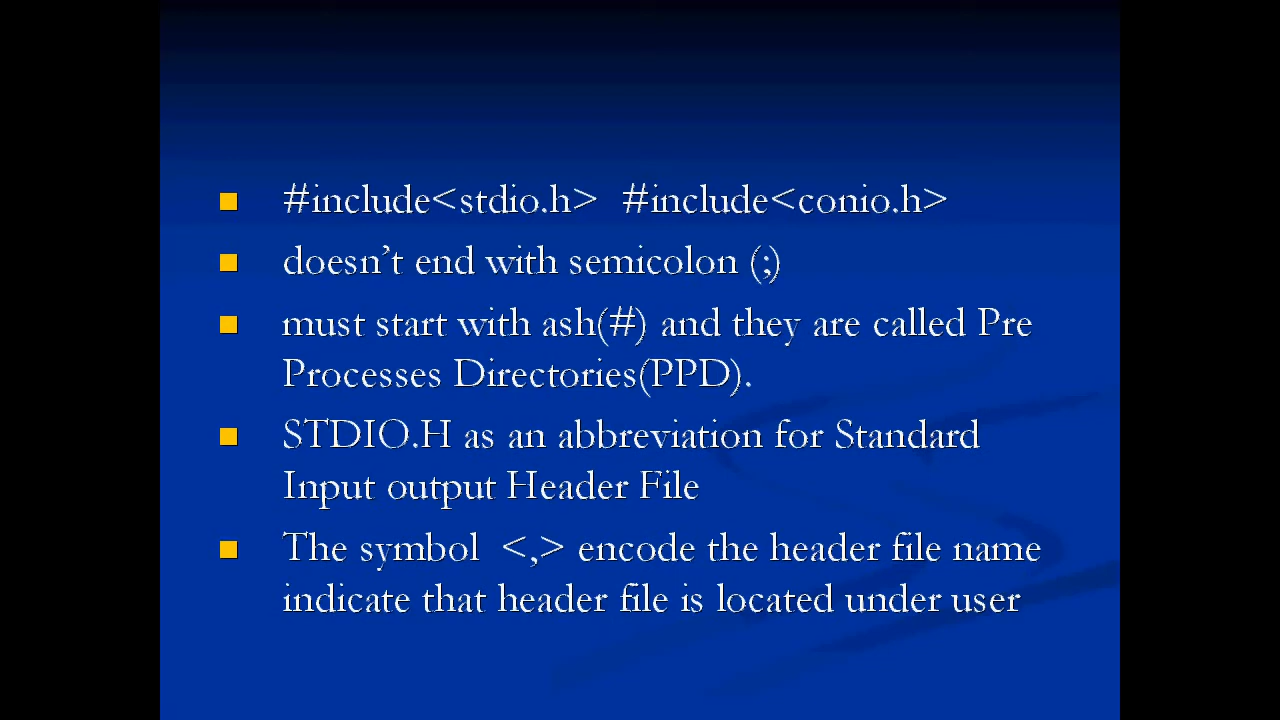 #include<stdio.h>  #include<conio.h>
doesn’t end with semicolon (;)
must start with ash(#) and they are called Pre
Processes Directories(PPD).
STDIO.H as an abbreviation for Standard
Input output Header File
The symbol  <,> encode the header file name
indicate that header file is located under user